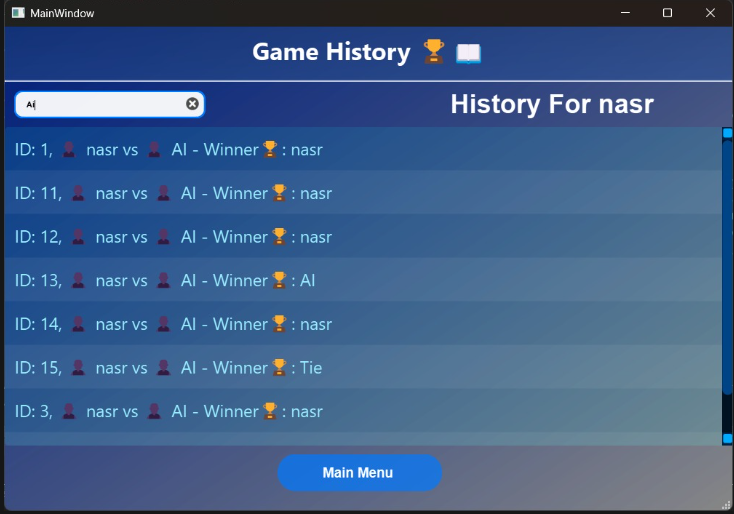 MainWindow
Game History 🏆 📖
Ai
History For nasr
ID: 1, 👤 nasr vs 👤 AI - Winner🏆: nasr
ID: 11, 👤 nasr vs 👤 AI - Winner🏆: nasr
ID: 12, 👤 nasr vs 👤 AI - Winner🏆: nasr
ID: 13, 👤 nasr vs 👤 AI - Winner🏆: AI
ID: 14, 👤 nasr vs 👤 AI - Winner🏆: nasr
ID: 15, 👤 nasr vs 👤 AI - Winner🏆: Tie
ID: 3, 👤 nasr vs 👤 AI - Winner🏆: nasr
Main Menu